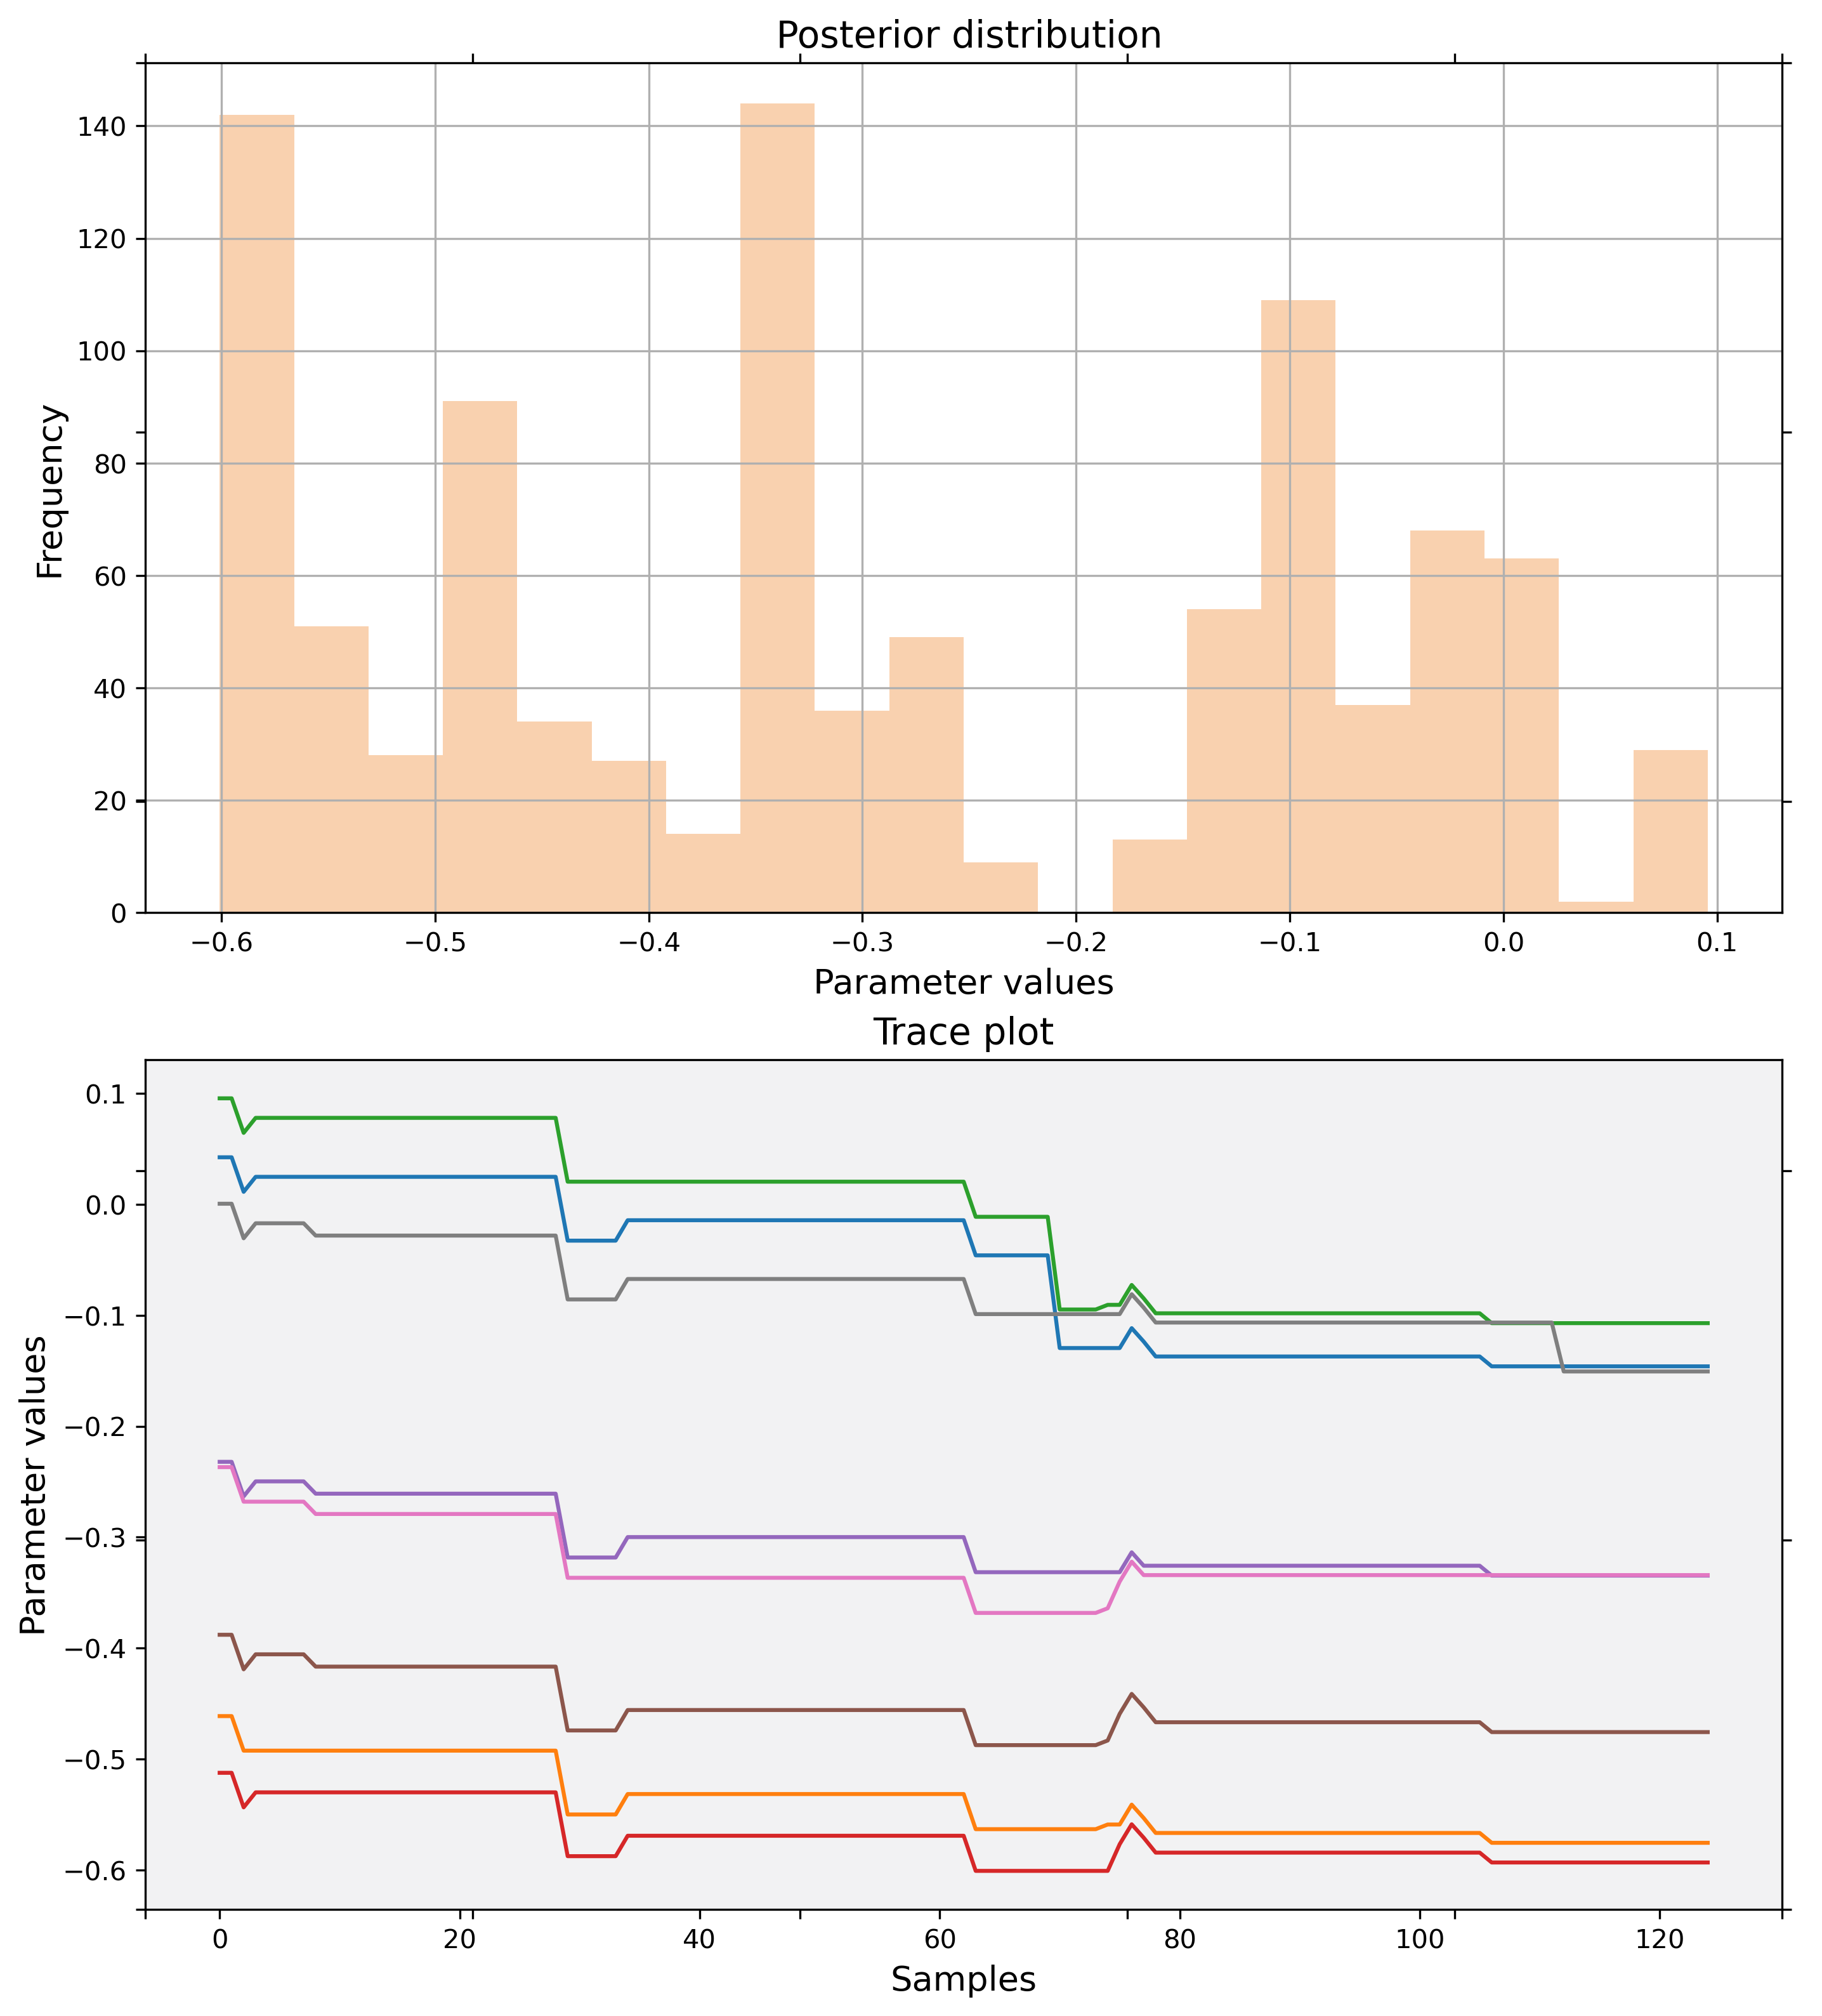 Posterior distribution
140
120
100
80
60
40
20
0
Frequency
−0.6 −0.5 −0.4 −0.3 −0.2 −0.1 0.0 0.1
Parameter values
Trace plot
0.1
0.0
−0.1
−0.2
−0.3
−0.4
−0.5
−0.6
Parameter values
0 20 40 60 80 100 120
Samples